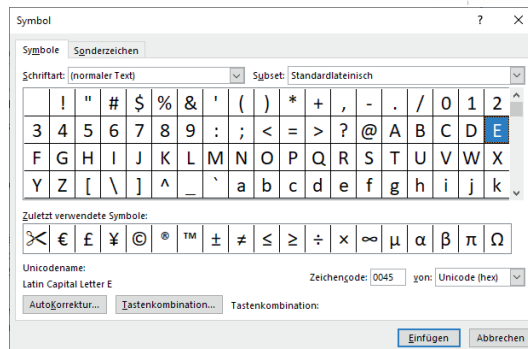 Symbol ? X
Symbole Sonderzeichen
Schriftart: (normaler Text) Subset: Standardlateinisch
! " # $ % & ' ( ) * + , - . / 0 1 2
3 4 5 6 7 8 9 : ; < = > ? @ A B C D E
F G H I J K L M N O P Q R S T U V W X
Y Z [ \ ] ^ _ ` a b c d e f g h i j k
Zuletzt verwendete Symbole:
✂ € £ ¥ © ® ™ ± ≠ ≤ ≥ ÷ × ∞ µ α β π Ω
Unicodename:
Latin Capital Letter E
Zeichencode: 0045 von: Unicode (hex)
AutoKorrektur... Tastenkombination... Tastenkombination:
Einfügen Abbrechen